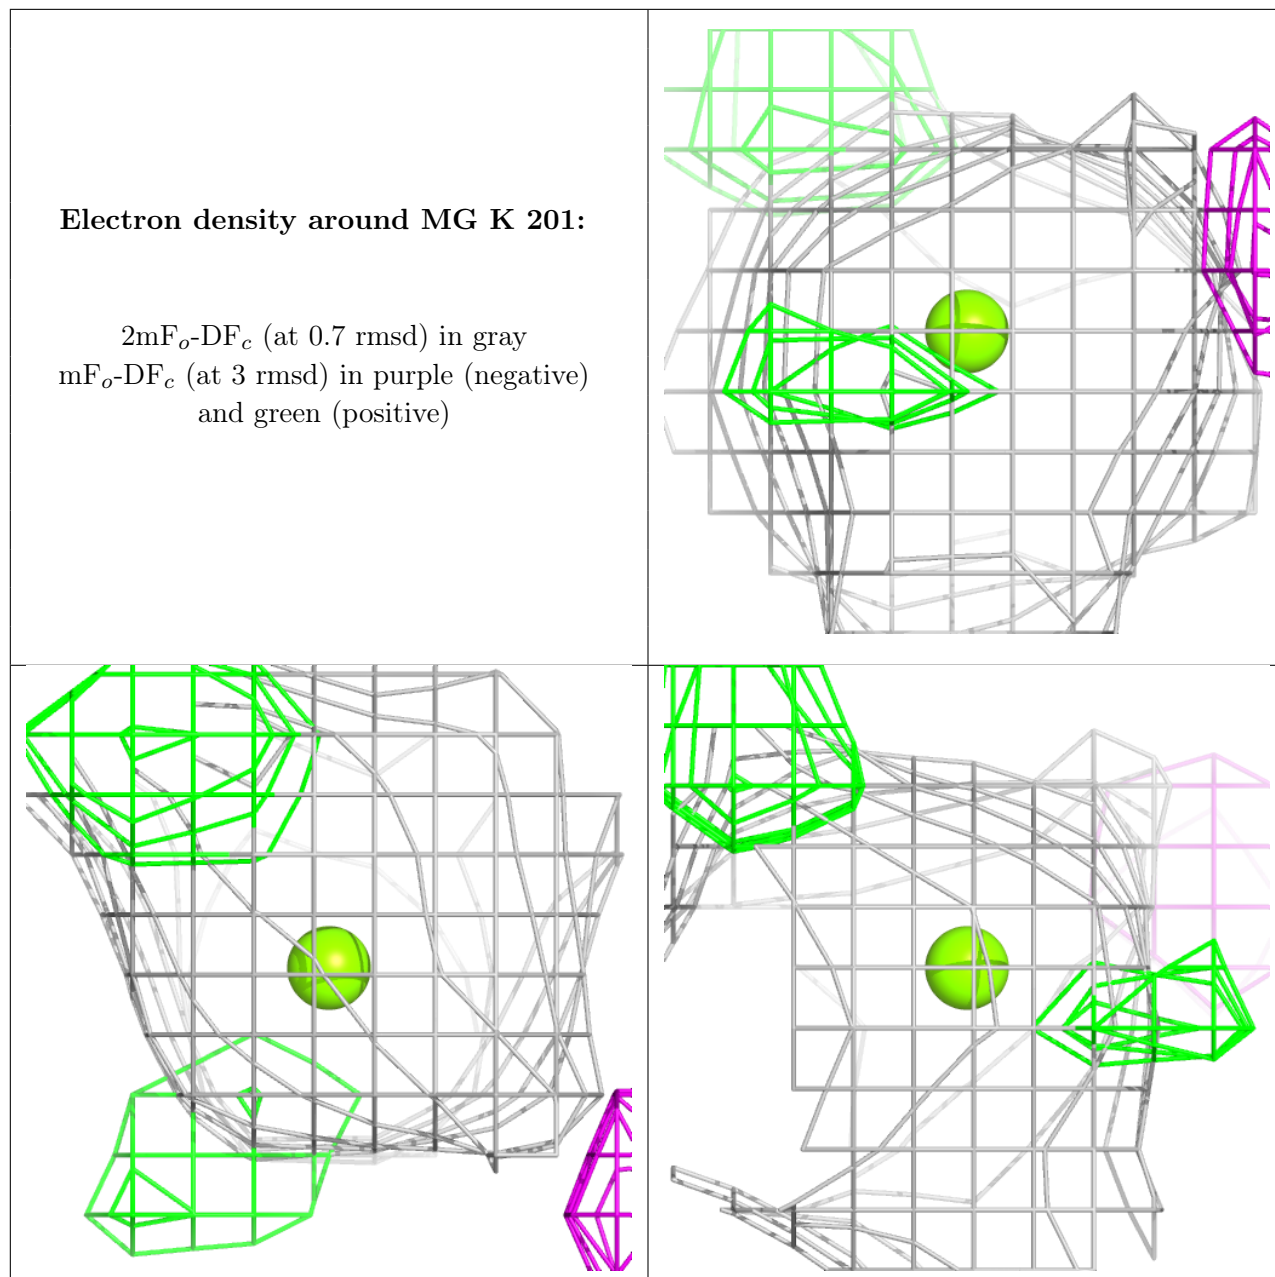 Electron density around MG K 201:
2mFo-DFc (at 0.7 rmsd) in gray
mFo-DFc (at 3 rmsd) in purple (negative)
and green (positive)